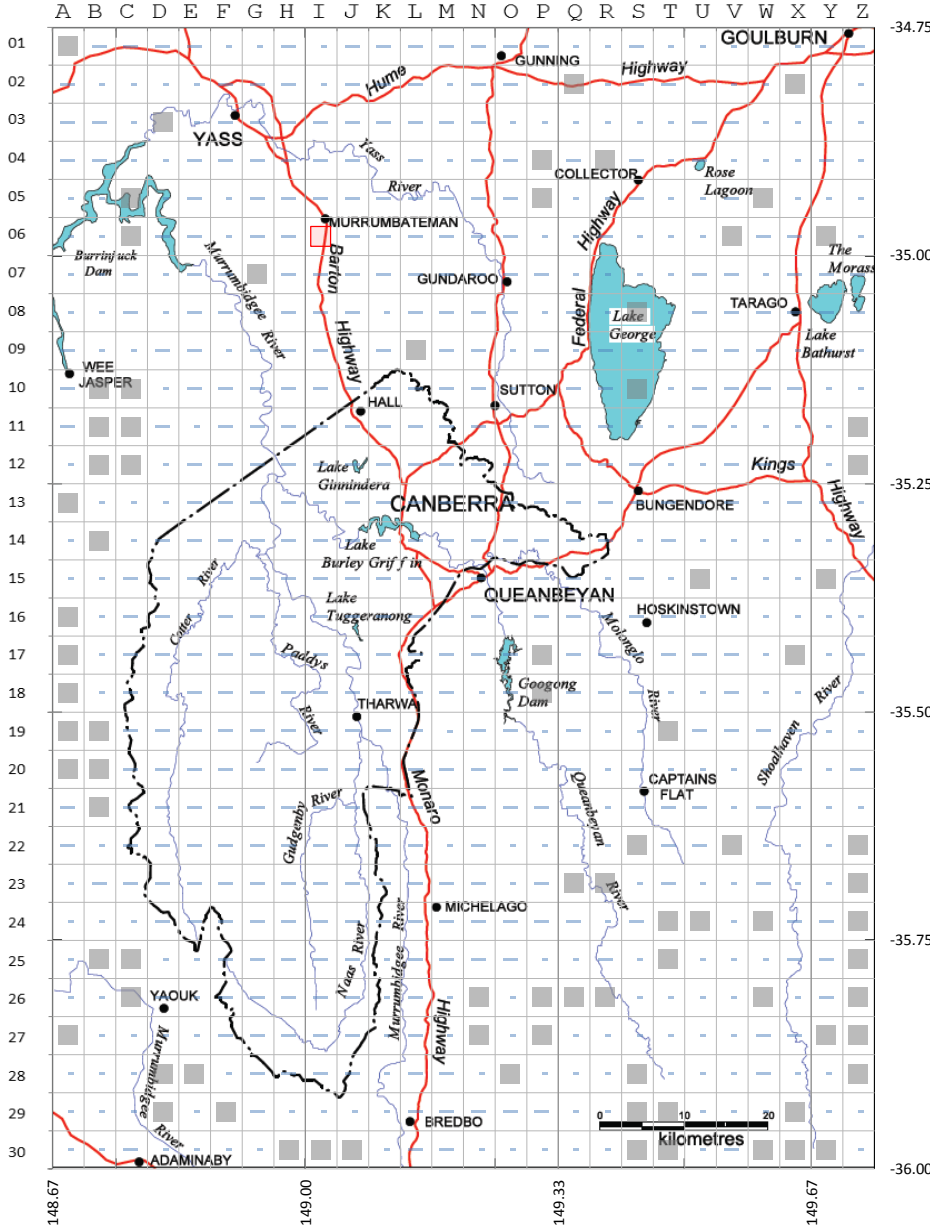 A B C D E F G H I J K L M N O P Q R S T U V W X Y Z
01
02
03
04
05
06
07
08
09
10
11
12
13
14
15
16
17
18
19
20
21
22
23
24
25
26
27
28
29
30
-34.75
-35.00
-35.25
-35.50
-35.75
-36.00
148.67
149.00
149.33
149.67
GOULBURN
GUNNING
Hume
Highway
YASS
Yass
River
COLLECTOR
Rose
Lagoon
MURRUMBATEMAN
Burrinjuck
Dam
Murrumbidgee
River
Barton
Highway
GUNDAROO
Federal
Highway
The
Morass
TARAGO
Lake
George
Lake
Bathurst
WEE
JASPER
HALL
SUTTON
Lake
Ginnindera
Kings
Highway
CANBERRA
BUNGENDORE
Lake
Burley Griffin
QUEANBEYAN
Cotter
River
Lake
Tuggeranong
HOSKINSTOWN
Molonglo
River
Paddys
River
Googong
Dam
THARWA
Shoalhaven
River
Monaro
Highway
CAPTAINS
FLAT
Queanbeyan
River
Gudgenby
River
MICHELAGO
Naas
River
Murrumbidgee
River
YAOUK
Murrumbidgee
River
BREDBO
ADAMINABY
0 10 20
kilometres